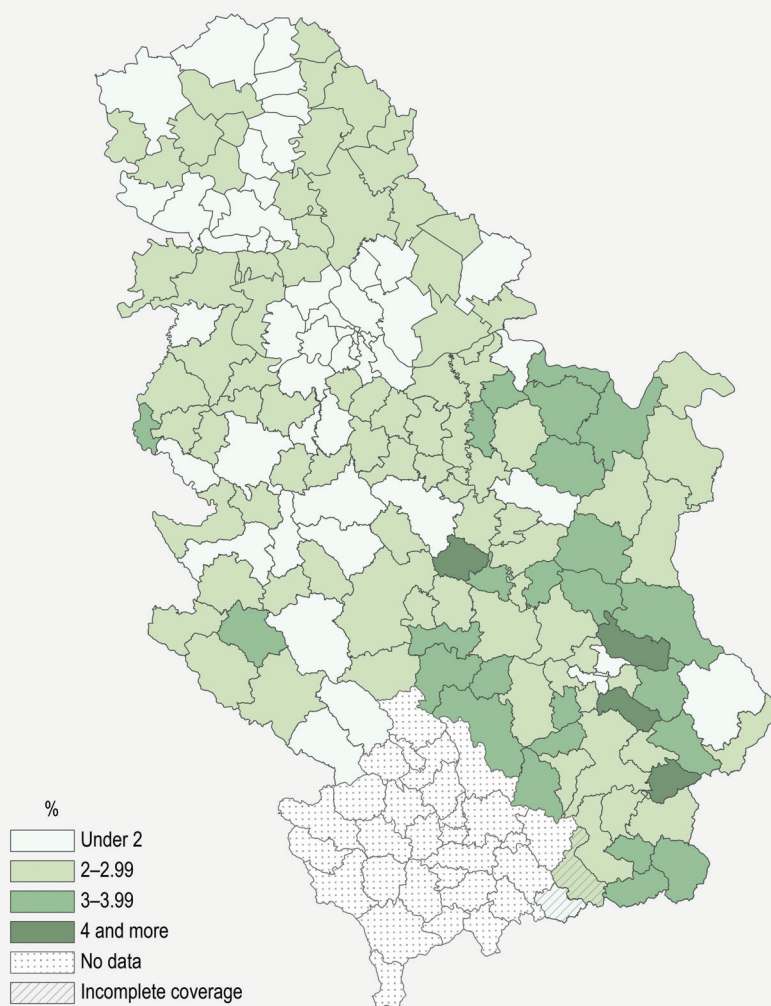 %
Under 2
2–2.99
3–3.99
4 and more
No data
Incomplete coverage